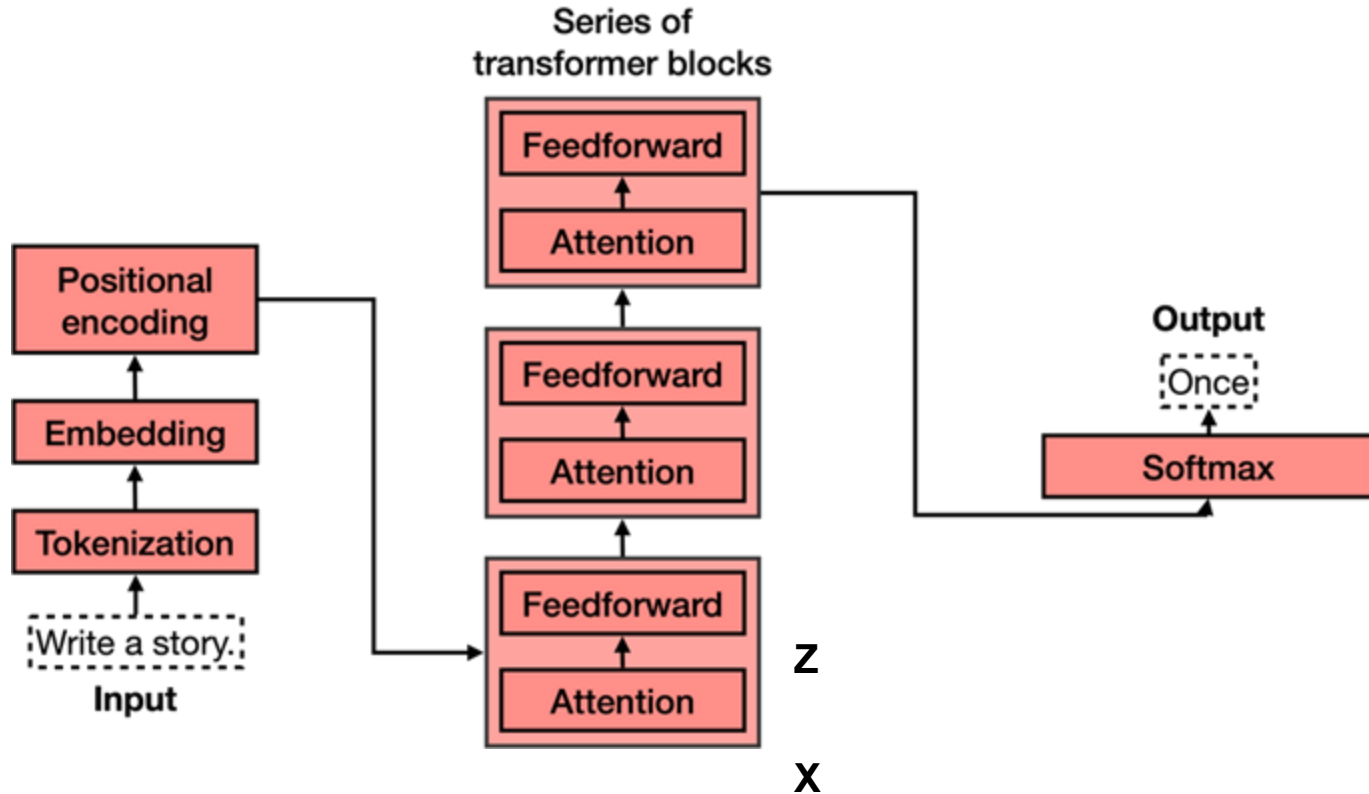 Series of
transformer blocks
Feedforward
Attention
Positional
encoding
Feedforward
Output
Once
Embedding
Attention
Softmax
Tokenization
Feedforward
Write a story.
Z
Input
Attention
X